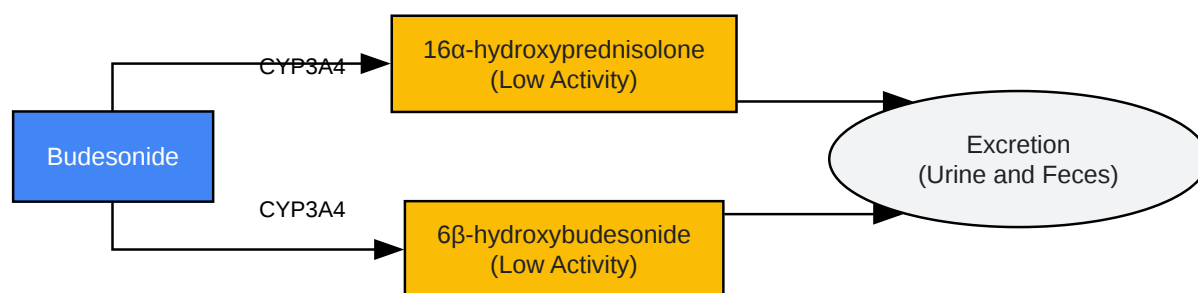 16α-hydroxyprednisolone
(Low Activity)
CYP3A4
Budesonide
Excretion
(Urine and Feces)
CYP3A4
6β-hydroxybudesonide
(Low Activity)